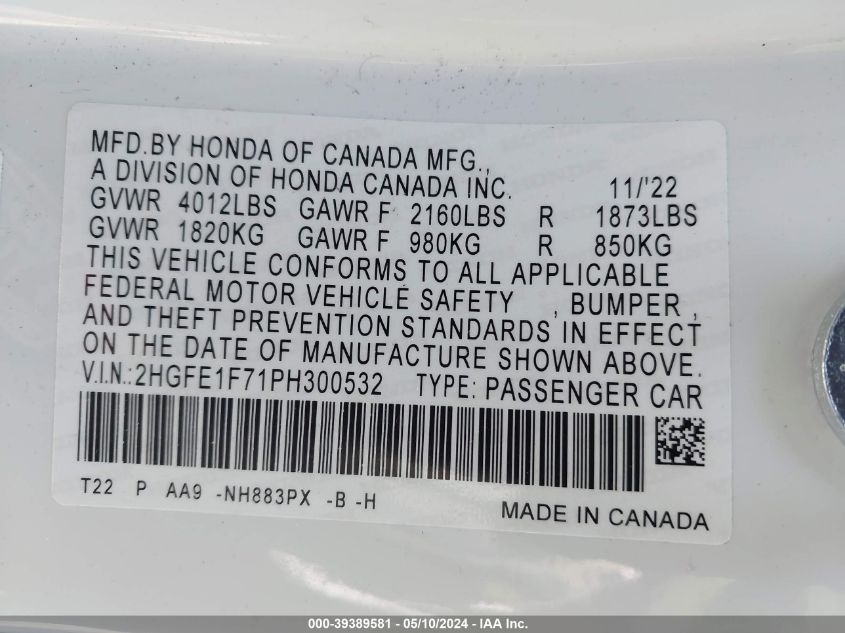 MFD.BY HONDA OF CANADA MFG.,
A DIVISION OF HONDA CANADA INC. 11/'22
GVWR 4012LBS GAWR F 2160LBS R 1873LBS
GVWR 1820KG GAWR F 980KG R 850KG
THIS VEHICLE CONFORMS TO ALL APPLICABLE
FEDERAL MOTOR VEHICLE SAFETY , BUMPER ,
AND THEFT PREVENTION STANDARDS IN EFFECT
ON THE DATE OF MANUFACTURE SHOWN ABOVE.
V.I.N.:2HGFE1F71PH300532 TYPE: PASSENGER CAR
T22 P AA9 -NH883PX -B -H
MADE IN CANADA
000-39389581 - 05/10/2024 - IAA Inc.